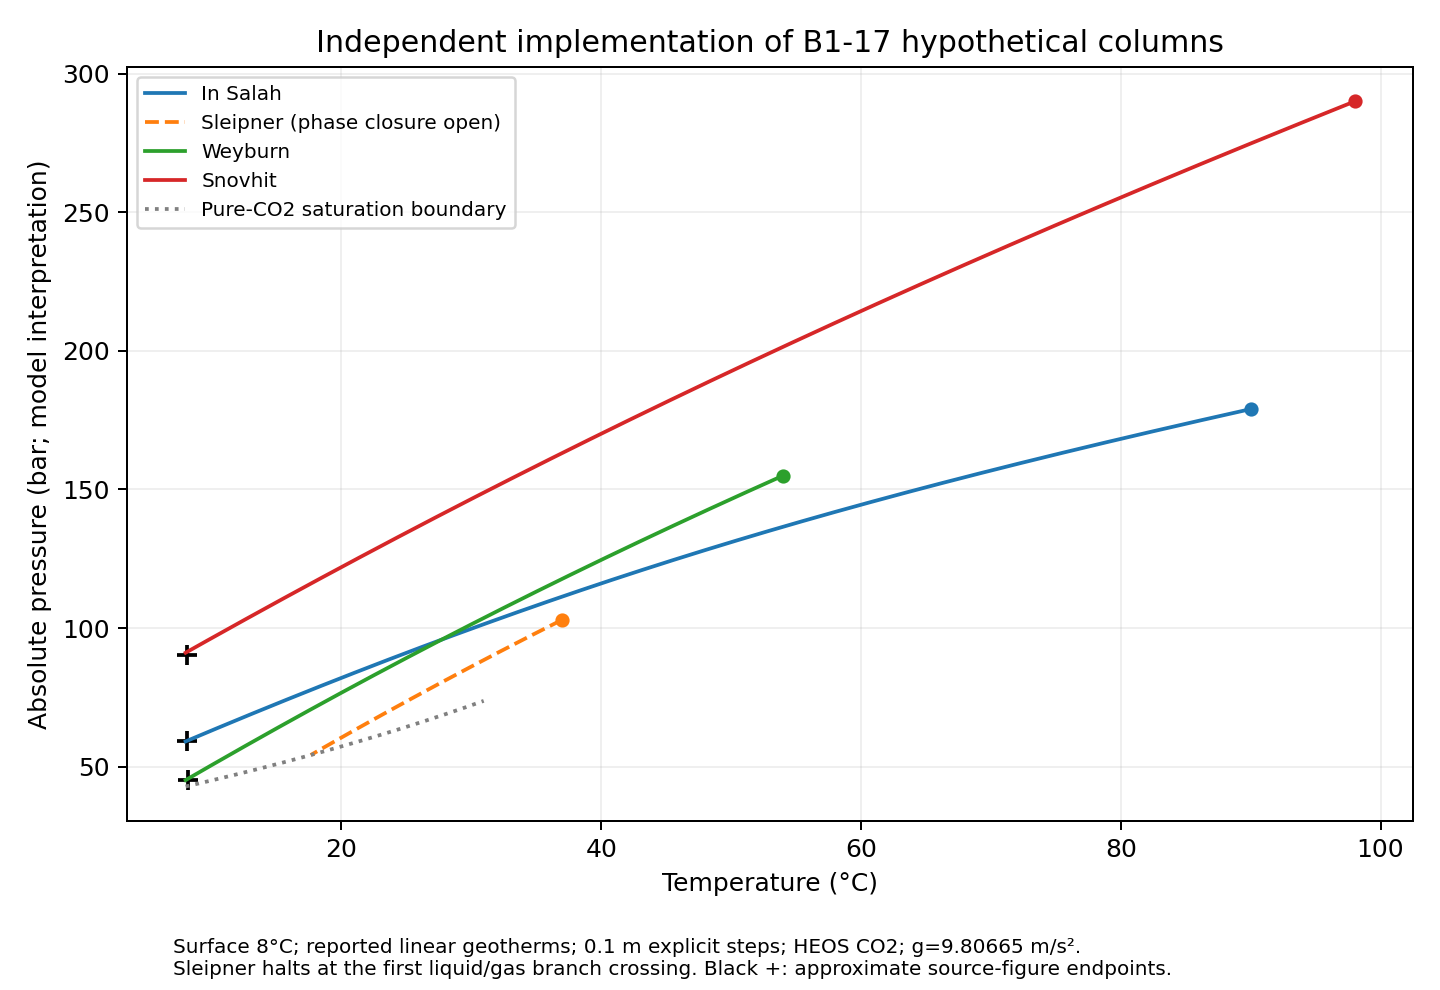 Independent implementation of B1-17 hypothetical columns
In Salah
Sleipner (phase closure open)
Weyburn
Snovhit
Pure-CO2 saturation boundary
Absolute pressure (bar; model interpretation)
300
250
200
150
100
50
20
40
60
80
100
Temperature (°C)
Surface 8°C; reported linear geotherms; 0.1 m explicit steps; HEOS CO2; g=9.80665 m/s².
Sleipner halts at the first liquid/gas branch crossing. Black +: approximate source-figure endpoints.